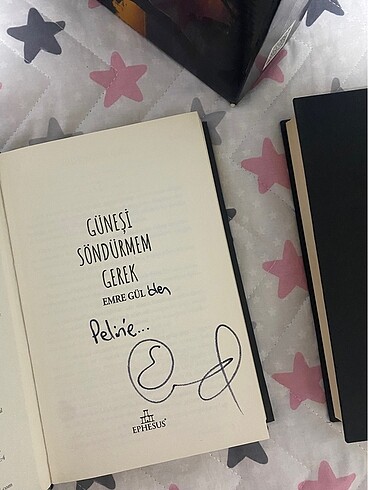 GÜNEŞİ
SÖNDÜRMEM
GEREK
EMRE GÜL'den
Pelin'e...
EPHESUS